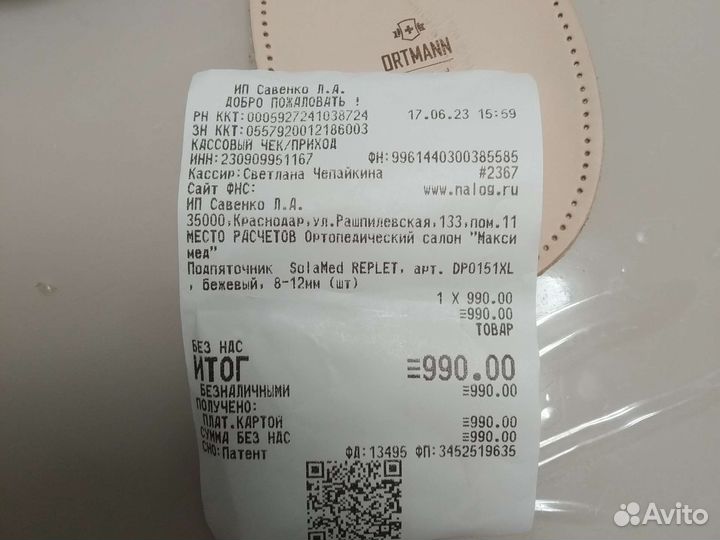 ORTMANN
ИП Савенко Л.А.
ДОБРО ПОЖАЛОВАТЬ !
РН ККТ:0005927241038724 17.06.23 15:59
ЗН ККТ:0557920012186003
КАССОВЫЙ ЧЕК/ПРИХОД
ИНН:230909951167 ФН:9961440300385585
Кассир:Светлана Чепайкина #2367
Сайт ФНС: www.nalog.ru
ИП Савенко Л.А.
35000,Краснодар,ул.Рашпилевская,133,пом.11
МЕСТО РАСЧЕТОВ Ортопедический салон "Макси
мед"
Подпяточник SolaMed REPLET, арт. DP0151XL
, бежевый, 8-12мм (шт)
1 X 990.00
≡990.00
ТОВАР
БЕЗ НДС
ИТОГ ≡990.00
БЕЗНАЛИЧНЫМИ ≡990.00
ПОЛУЧЕНО:
ПЛАТ.КАРТОЙ ≡990.00
СУММА БЕЗ НДС ≡990.00
СНО:Патент ФД:13495 ФП:3452519635
Avito